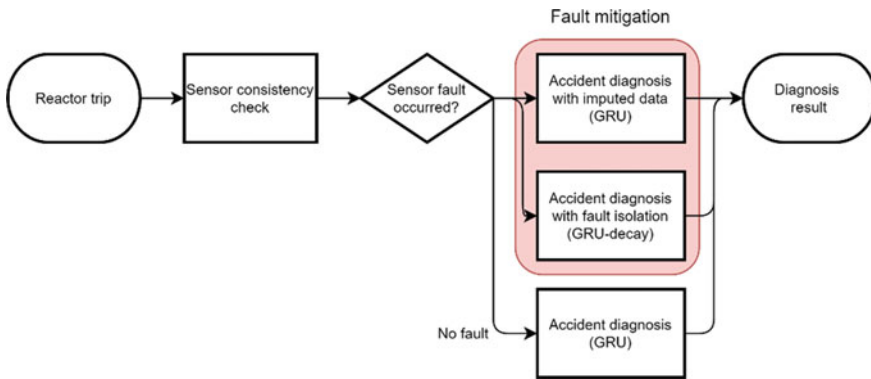 Fault mitigation
Reactor trip
Sensor consistency
check
Sensor fault
occurred?
Accident diagnosis
with imputed data
(GRU)
Diagnosis
result
Accident diagnosis
with fault isolation
(GRU-decay)
No fault
Accident diagnosis
(GRU)